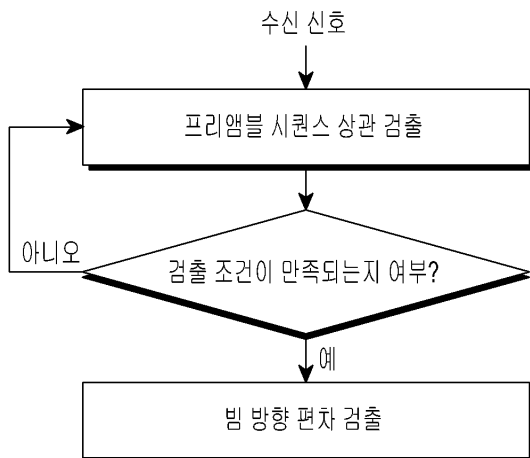 수신 신호
프리앰블 시퀀스 상관 검출
아니오
검출 조건이 만족되는지 여부?
예
빔 방향 편차 검출